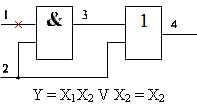 1 & 3 1 4
2
Y = X₁X₂ V X₂ = X₂